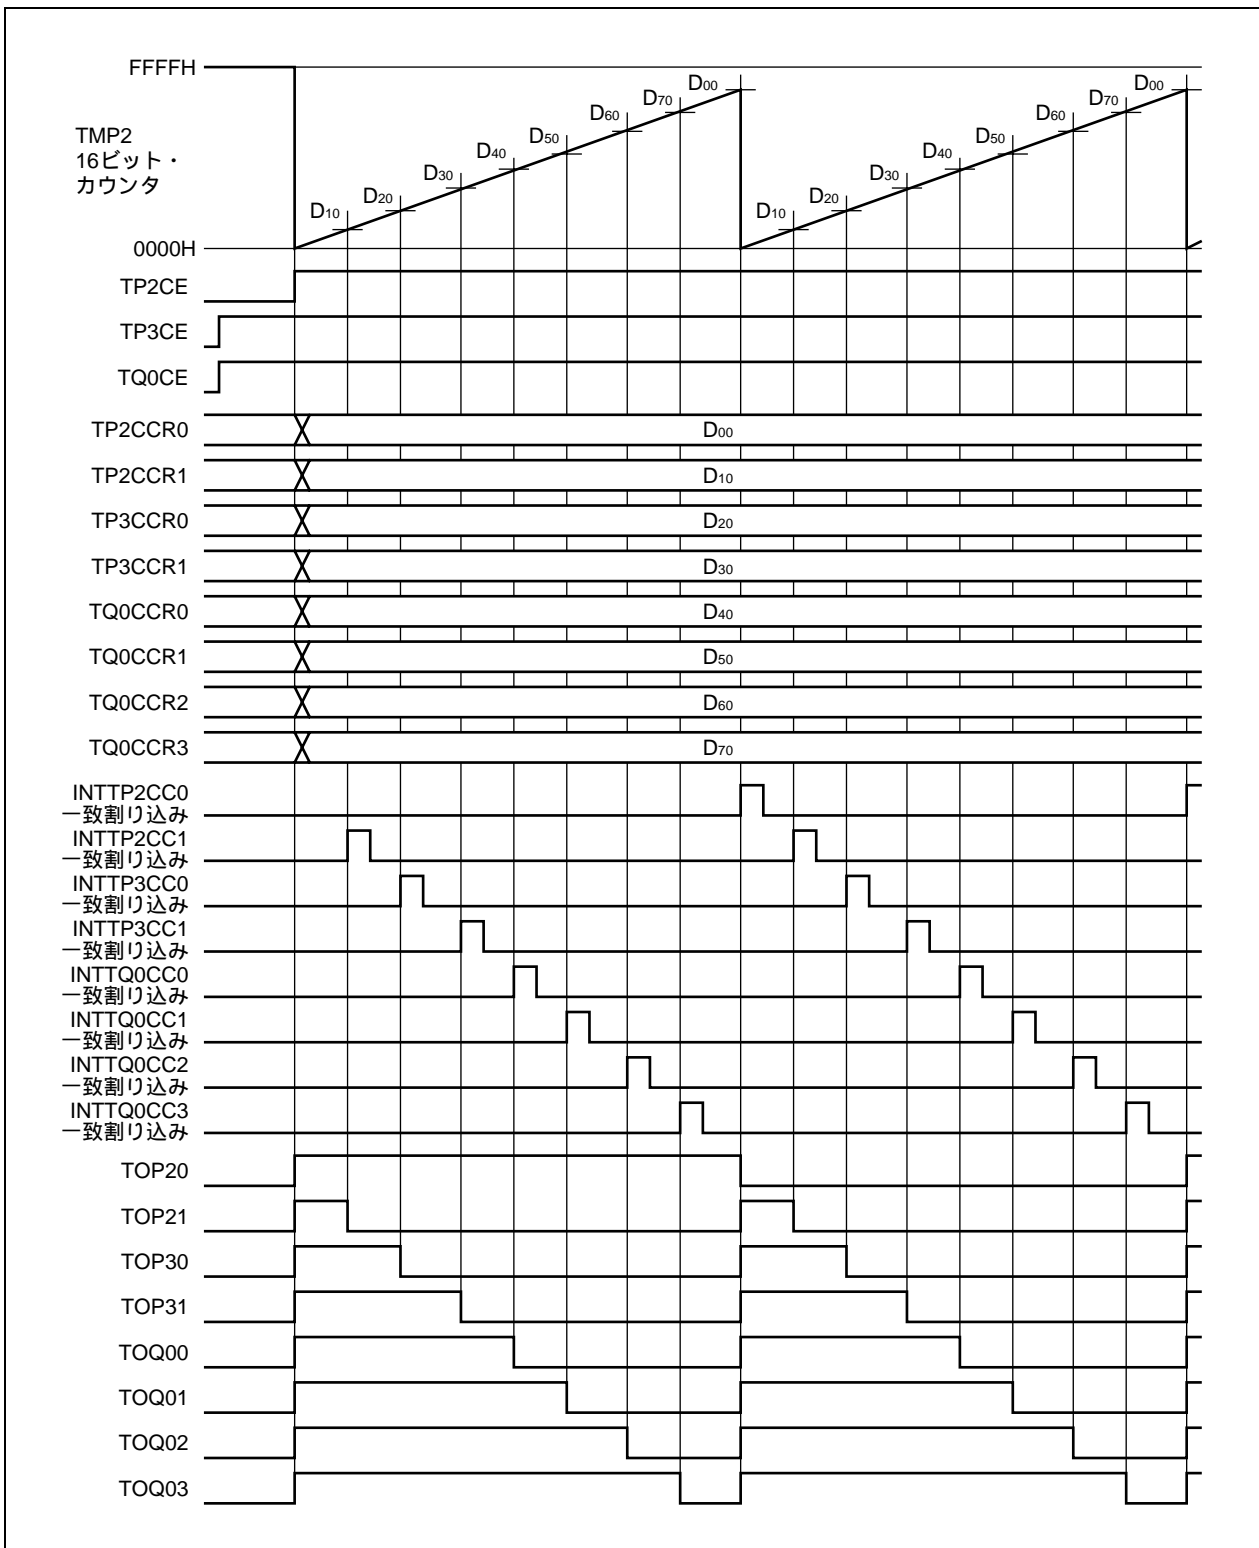 FFFFH
TMP2
16ビット・
カウンタ
0000H
D10
D20
D30
D40
D50
D60
D70
D00
D10
D20
D30
D40
D50
D60
D70
D00
TP2CE
TP3CE
TQ0CE
TP2CCR0
D00
TP2CCR1
D10
TP3CCR0
D20
TP3CCR1
D30
TQ0CCR0
D40
TQ0CCR1
D50
TQ0CCR2
D60
TQ0CCR3
D70
INTTP2CC0
一致割り込み
INTTP2CC1
一致割り込み
INTTP3CC0
一致割り込み
INTTP3CC1
一致割り込み
INTTQ0CC0
一致割り込み
INTTQ0CC1
一致割り込み
INTTQ0CC2
一致割り込み
INTTQ0CC3
一致割り込み
TOP20
TOP21
TOP30
TOP31
TOQ00
TOQ01
TOQ02
TOQ03